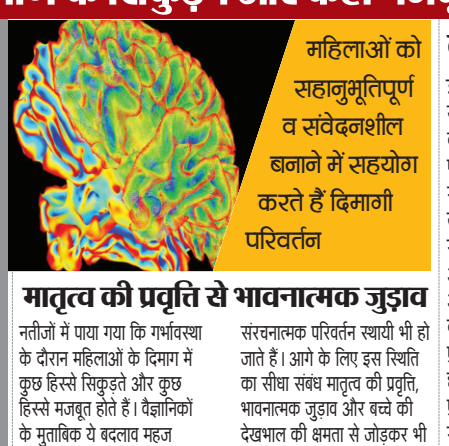 महिलाओं को
सहानुभूतिपूर्ण
व संवेदनशील
बनाने में सहयोग
करते हैं दिमागी
परिवर्तन
मातृत्व की प्रवृत्ति से भावनात्मक जुड़ाव
नतीजों में पाया गया कि गर्भावस्था
के दौरान महिलाओं के दिमाग में
कुछ हिस्से सिकुड़ते और कुछ
हिस्से मजबूत होते हैं। वैज्ञानिकों
के मुताबिक ये बदलाव महज
संरचनात्मक परिवर्तन स्थायी भी हो
जाते हैं। आगे के लिए इस स्थिति
का सीधा संबंध मातृत्व की प्रवृत्ति,
भावनात्मक जुड़ाव और बच्चे की
देखभाल की क्षमता से जोड़कर भी